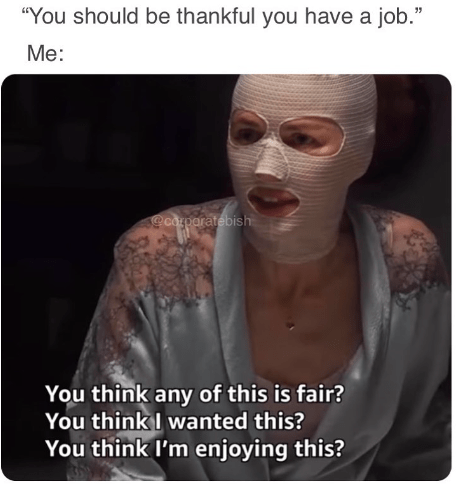 “You should be thankful you have a job.”
Me:
@corporatebish
You think any of this is fair?
You think I wanted this?
You think I’m enjoying this?